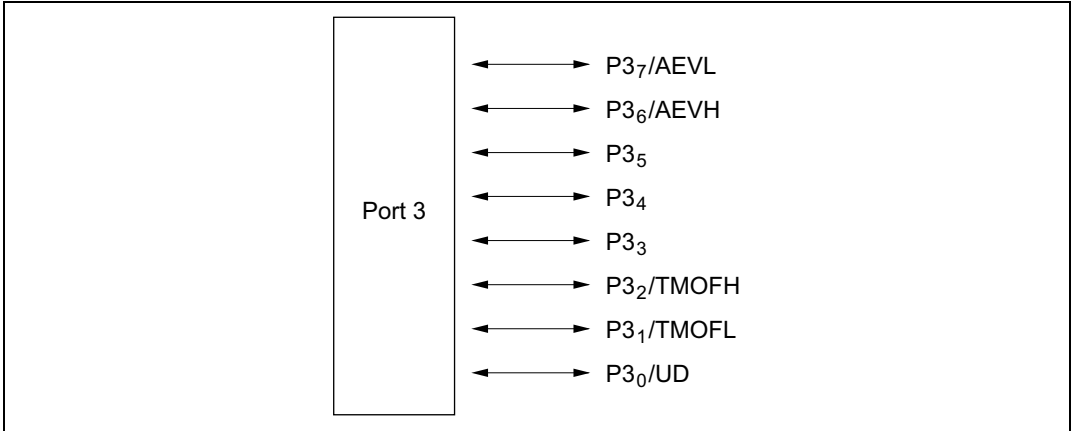 P3₇/AEVL
P3₆/AEVH
P3₅
P3₄
Port 3
P3₃
P3₂/TMOFH
P3₁/TMOFL
P3₀/UD